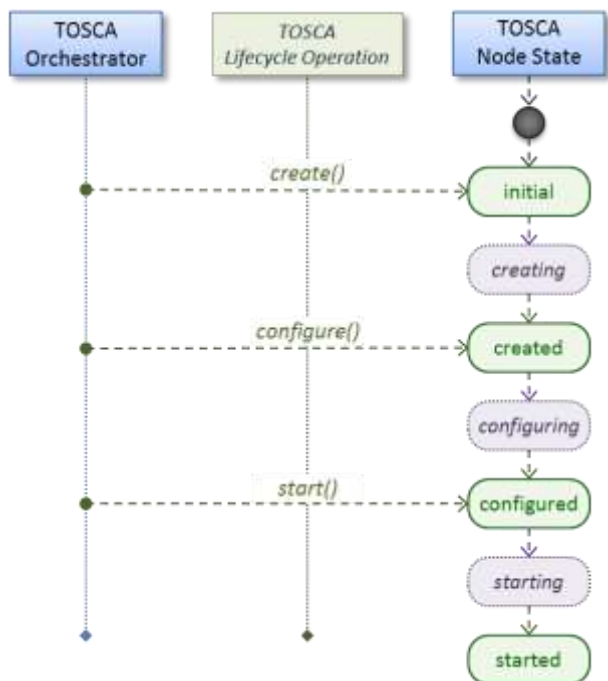 TOSCA
Orchestrator
TOSCA
Lifecycle Operation
TOSCA
Node State
create()
initial
creating
configure()
created
configuring
start()
configured
starting
started